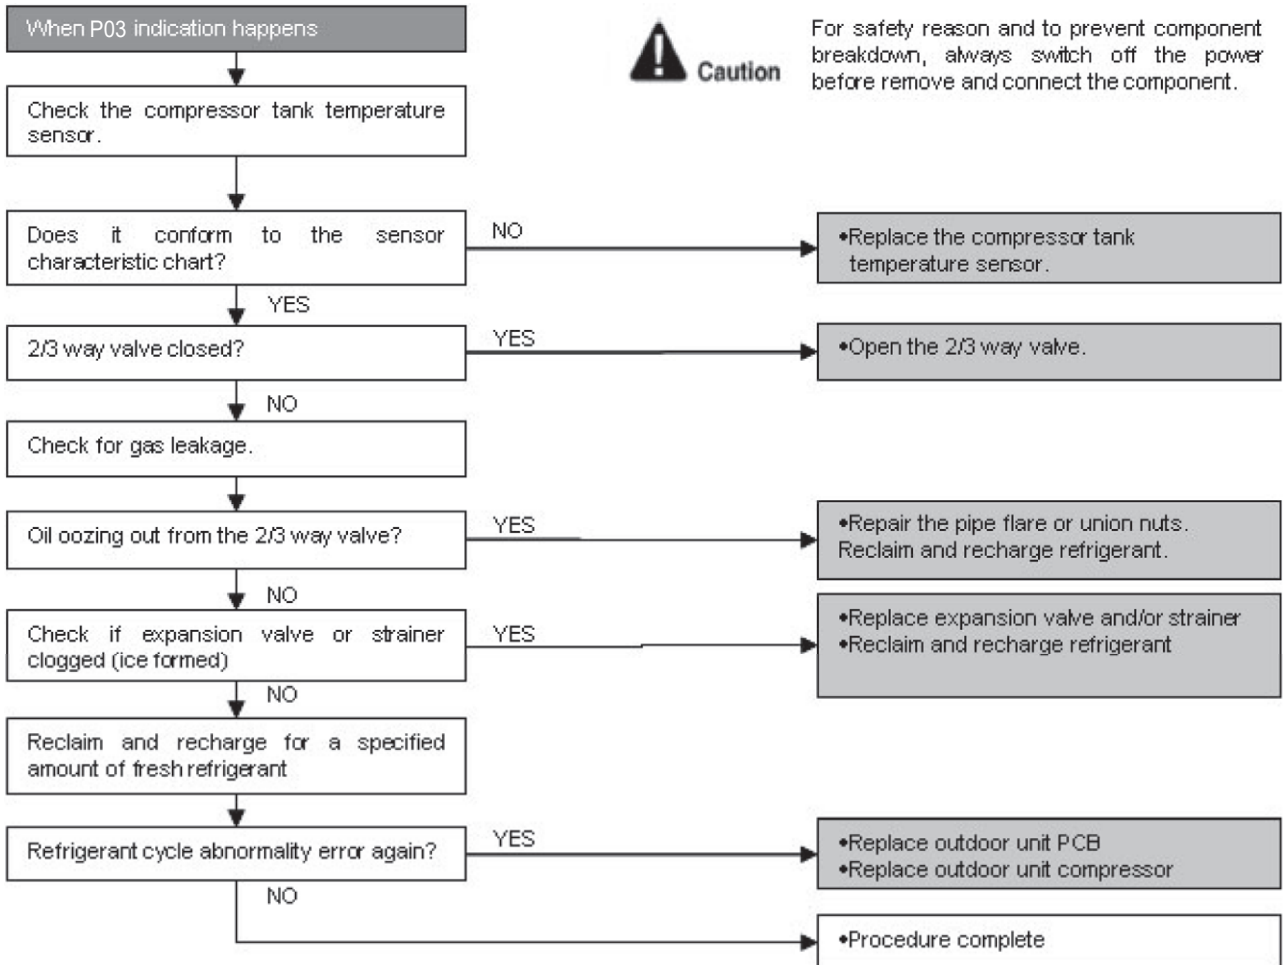 When P03 indication happens
Caution
For safety reason and to prevent component
breakdown, always switch off the power
before remove and connect the component.
Check the compressor tank temperature
sensor.
Does it conform to the sensor
characteristic chart?
NO
•Replace the compressor tank
temperature sensor.
YES
2/3 way valve closed?
YES
•Open the 2/3 way valve.
NO
Check for gas leakage.
Oil oozing out from the 2/3 way valve?
YES
•Repair the pipe flare or union nuts.
Reclaim and recharge refrigerant.
NO
Check if expansion valve or strainer
clogged (ice formed)
YES
•Replace expansion valve and/or strainer
•Reclaim and recharge refrigerant
NO
Reclaim and recharge for a specified
amount of fresh refrigerant
Refrigerant cycle abnormality error again?
YES
•Replace outdoor unit PCB
•Replace outdoor unit compressor
NO
•Procedure complete